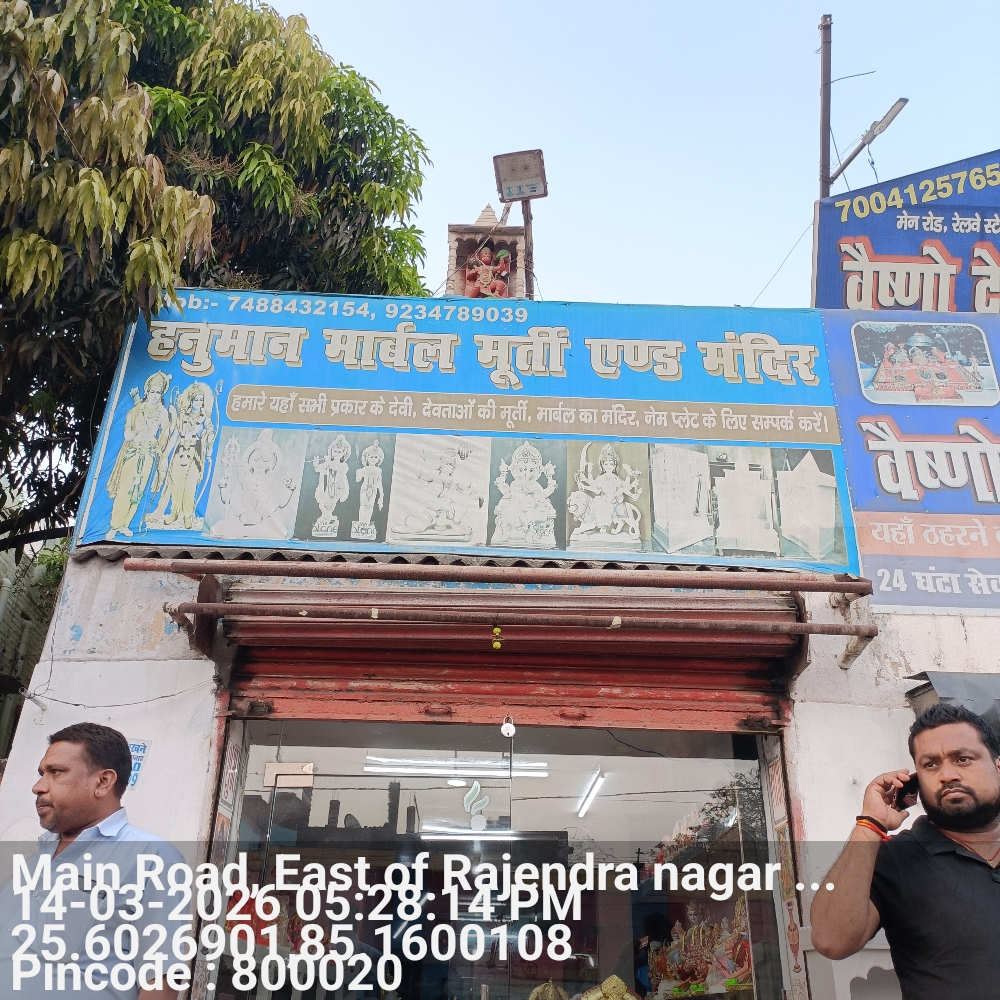 Mob:- 7488432154, 9234789039
हनुमान मार्बल मूर्ती एण्ड मंदिर
हमारे यहाँ सभी प्रकार के देवी, देवताओं की मूर्ती, मार्बल का मंदिर, नेम प्लेट के लिए सम्पर्क करें।
7004125765
मेन रोड, रेलवे
वैष्णो
वैष्णो
यहाँ ठहरने
24 घंटा
Main Road, East of Rajendra nagar ...
14-03-2026 05:28:14 PM
25.6026901,85.1600108
Pincode : 800020